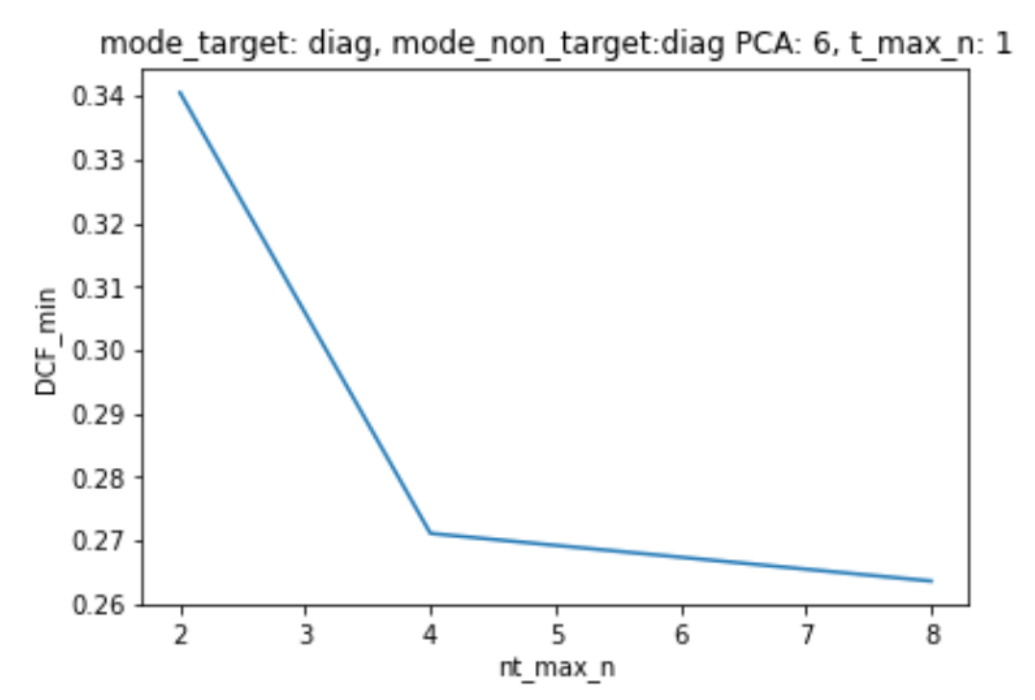 mode_target: diag, mode_non_target:diag PCA: 6, t_max_n: 1
0.34
0.33
0.32
0.31
0.30
0.29
0.28
0.27
0.26
DCF_min
2 3 4 5 6 7 8
nt_max_n